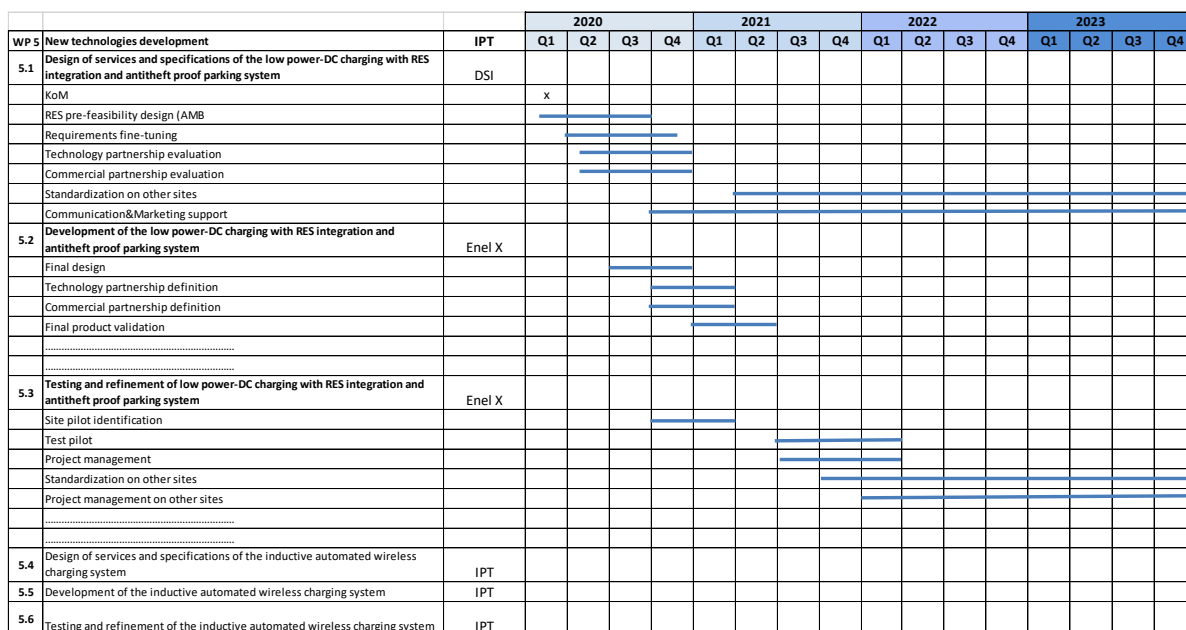 2020 2021 2022 2023
WP 5 New technologies development IPT Q1 Q2 Q3 Q4 Q1 Q2 Q3 Q4 Q1 Q2 Q3 Q4 Q1 Q2 Q3 Q4
5.1 Design of services and specifications of the low power-DC charging with RES
integration and antitheft proof parking system DSI
KoM x
RES pre-feasibility design (AMB
Requirements fine-tuning
Technology partnership evaluation
Commercial partnership evaluation
Standardization on other sites
Communication&Marketing support
5.2 Development of the low power-DC charging with RES integration and
antitheft proof parking system Enel X
Final design
Technology partnership definition
Commercial partnership definition
Final product validation
......................................................................
......................................................................
5.3 Testing and refinement of low power-DC charging with RES integration and
antitheft proof parking system Enel X
Site pilot identification
Test pilot
Project management
Standardization on other sites
Project management on other sites
......................................................................
......................................................................
5.4 Design of services and specifications of the inductive automated wireless
charging system IPT
5.5 Development of the inductive automated wireless charging system IPT
5.6 Testing and refinement of the inductive automated wireless charging system IPT